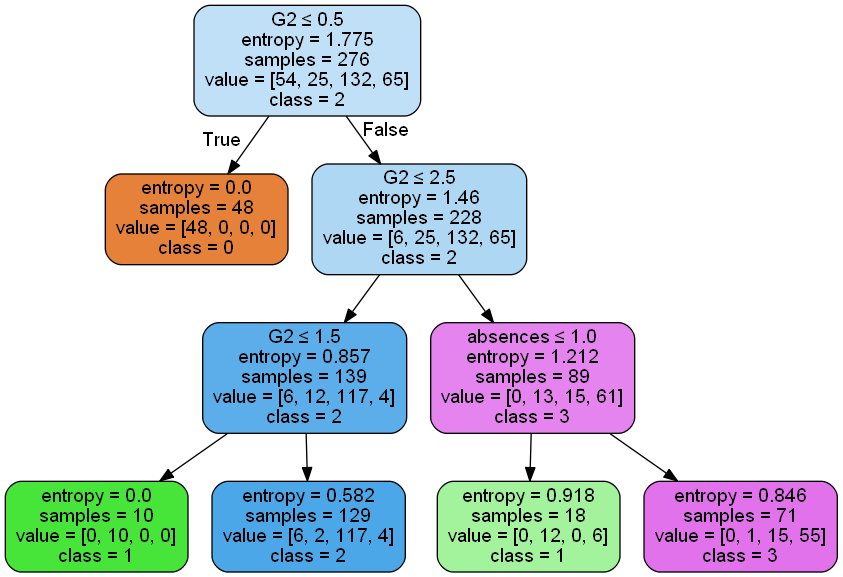 G2 ≤ 0.5
entropy = 1.775
samples = 276
value = [54, 25, 132, 65]
class = 2
True
False
entropy = 0.0
samples = 48
value = [48, 0, 0, 0]
class = 0
G2 ≤ 2.5
entropy = 1.46
samples = 228
value = [6, 25, 132, 65]
class = 2
G2 ≤ 1.5
entropy = 0.857
samples = 139
value = [6, 12, 117, 4]
class = 2
absences ≤ 1.0
entropy = 1.212
samples = 89
value = [0, 13, 15, 61]
class = 3
entropy = 0.0
samples = 10
value = [0, 10, 0, 0]
class = 1
entropy = 0.582
samples = 129
value = [6, 2, 117, 4]
class = 2
entropy = 0.918
samples = 18
value = [0, 12, 0, 6]
class = 1
entropy = 0.846
samples = 71
value = [0, 1, 15, 55]
class = 3